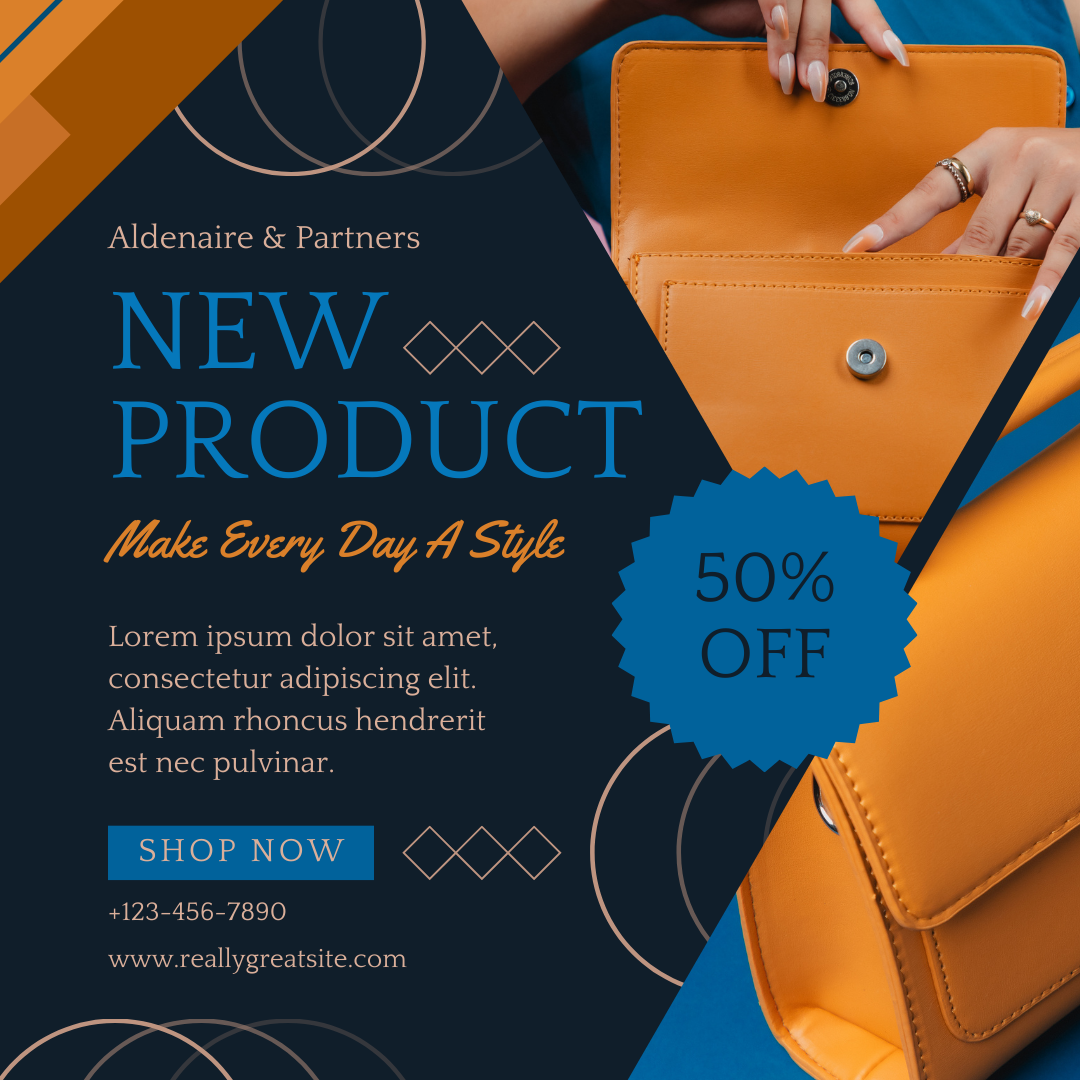 Aldenaire & Partners
NEW
PRODUCT
Make Every Day A Style
50%
OFF
Lorem ipsum dolor sit amet,
consectetur adipiscing elit.
Aliquam rhoncus hendrerit
est nec pulvinar.
SHOP NOW
+123-456-7890
www.reallygreatsite.com